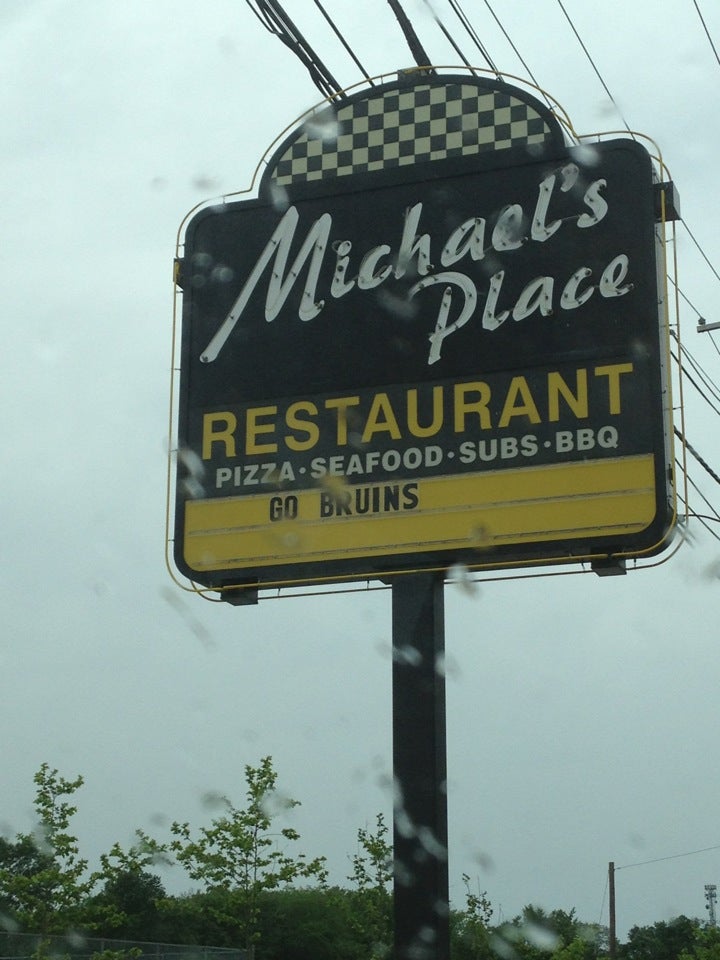 Michael's
Place
RESTAURANT
PIZZA·SEAFOOD·SUBS·BBQ
GO BRUINS